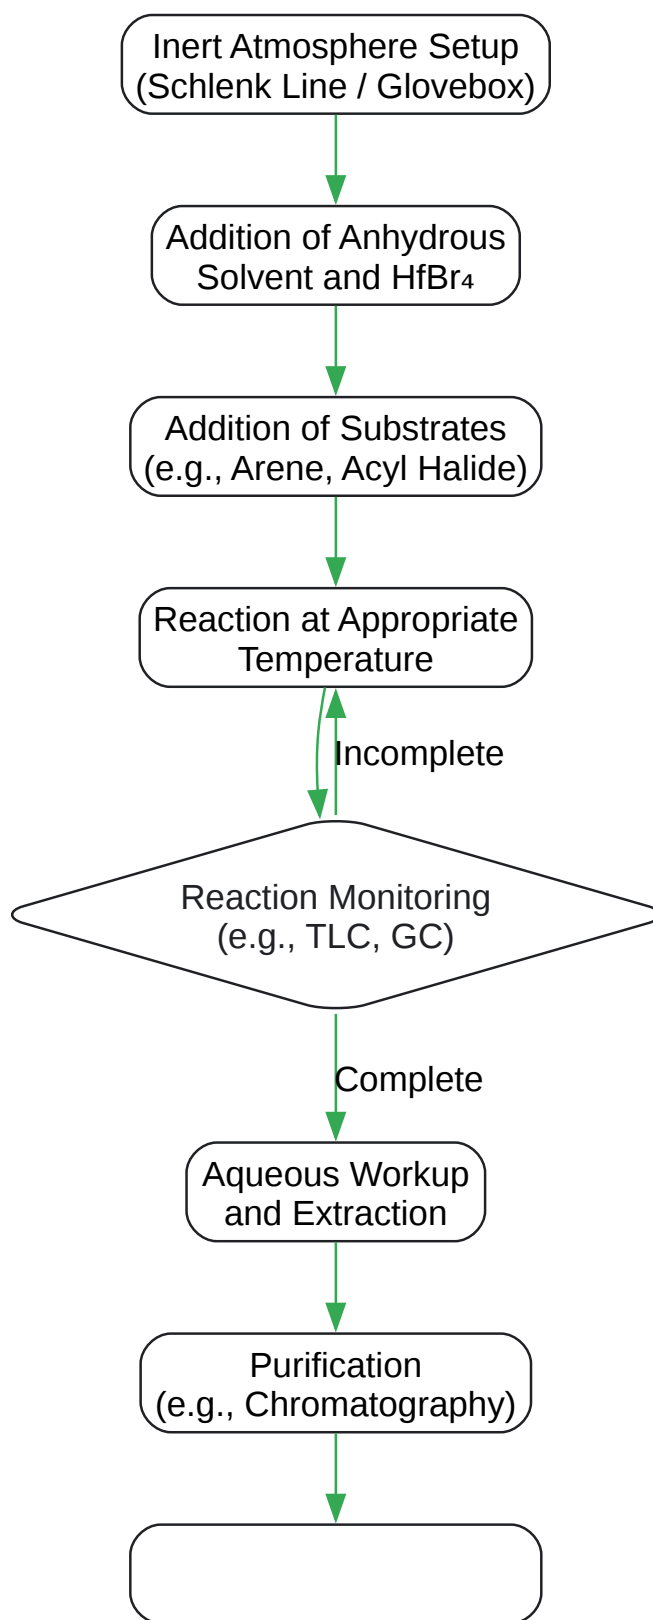 Inert Atmosphere Setup
(Schlenk Line / Glovebox)
Addition of Anhydrous
Solvent and HfBr₄
Addition of Substrates
(e.g., Arene, Acyl Halide)
Reaction at Appropriate
Temperature
Incomplete
Reaction Monitoring
(e.g., TLC, GC)
Complete
Aqueous Workup
and Extraction
Purification
(e.g., Chromatography)